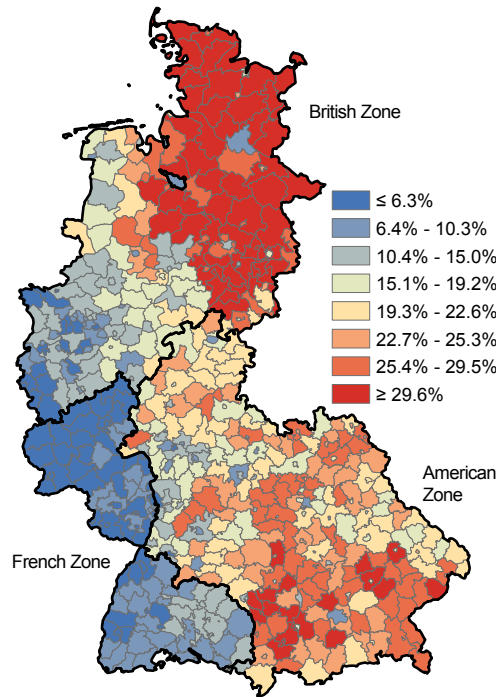 British Zone
≤ 6.3%
6.4% - 10.3%
10.4% - 15.0%
15.1% - 19.2%
19.3% - 22.6%
22.7% - 25.3%
25.4% - 29.5%
≥ 29.6%
American
Zone
French Zone